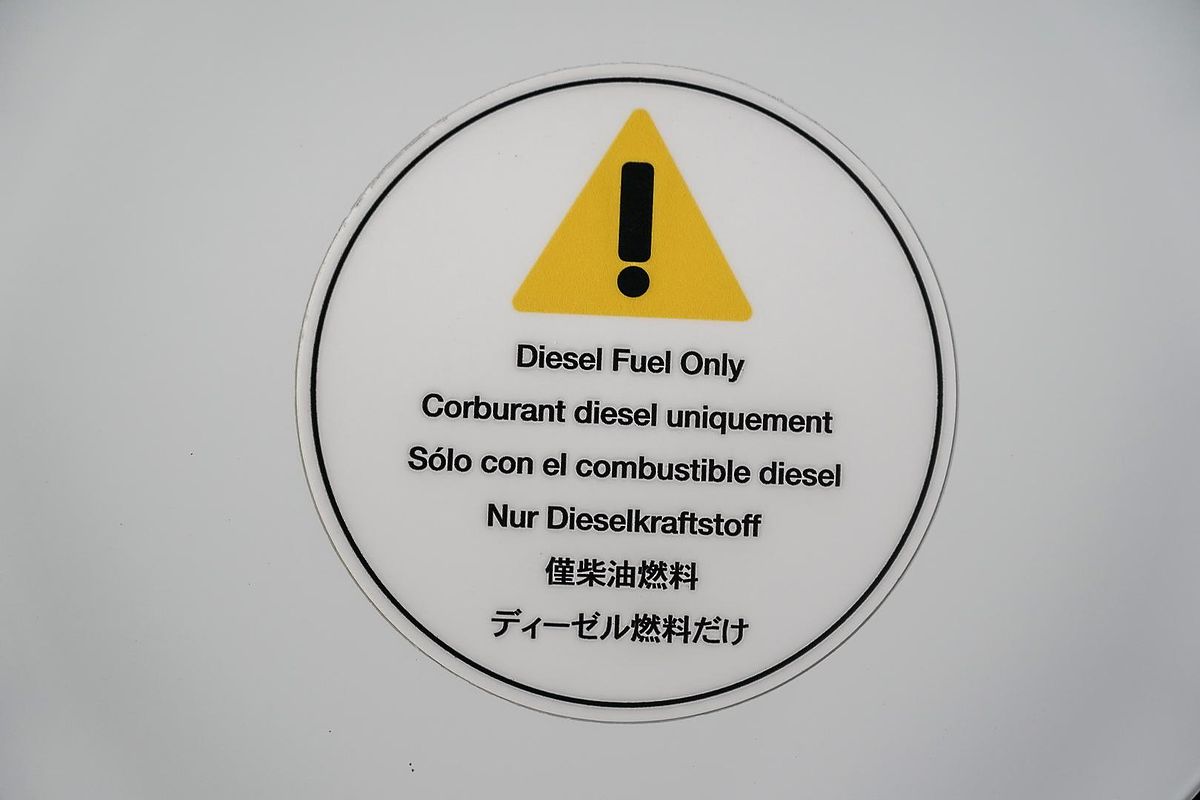 Diesel Fuel Only
Corburant diesel uniquement
Sólo con el combustible diesel
Nur Dieselkraftstoff
僅柴油燃料
ディーゼル燃料だけ